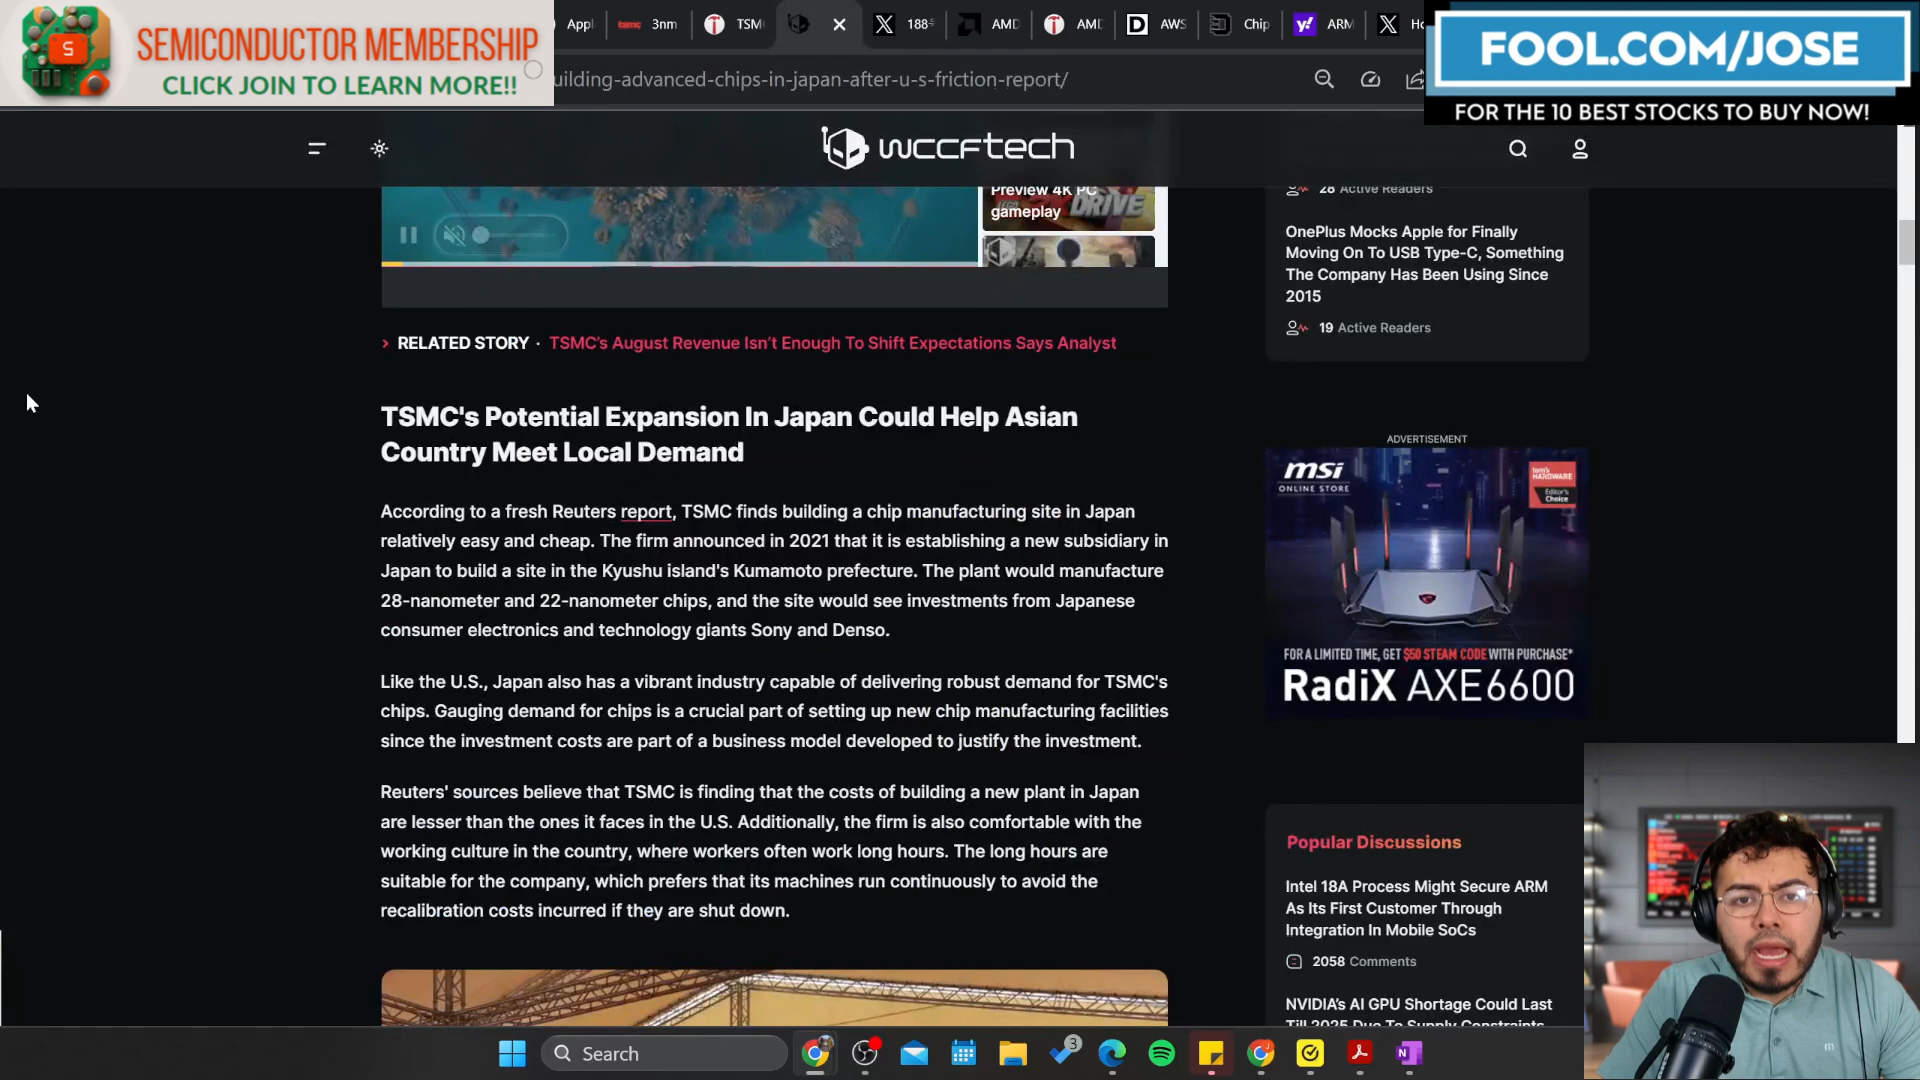 SEMICONDUCTOR MEMBERSHIP
CLICK JOIN TO LEARN MORE!!
Appl
tsmc 3nm
TSM
188
AMD
AMD
AWS
Chip
ARM
FOOL.COM/JOSE
FOR THE 10 BEST STOCKS TO BUY NOW!
uilding-advanced-chips-in-japan-after-u-s-friction-report/
wccftech
Preview 4K PC
gameplay
DRIVE
28 Active Readers
OnePlus Mocks Apple for Finally
Moving On To USB Type-C, Something
The Company Has Been Using Since
2015
19 Active Readers
RELATED STORY · TSMC's August Revenue Isn't Enough To Shift Expectations Says Analyst
TSMC's Potential Expansion In Japan Could Help Asian
Country Meet Local Demand
According to a fresh Reuters report, TSMC finds building a chip manufacturing site in Japan
relatively easy and cheap. The firm announced in 2021 that it is establishing a new subsidiary in
Japan to build a site in the Kyushu island's Kumamoto prefecture. The plant would manufacture
28-nanometer and 22-nanometer chips, and the site would see investments from Japanese
consumer electronics and technology giants Sony and Denso.
Like the U.S., Japan also has a vibrant industry capable of delivering robust demand for TSMC's
chips. Gauging demand for chips is a crucial part of setting up new chip manufacturing facilities
since the investment costs are part of a business model developed to justify the investment.
Reuters' sources believe that TSMC is finding that the costs of building a new plant in Japan
are lesser than the ones it faces in the U.S. Additionally, the firm is also comfortable with the
working culture in the country, where workers often work long hours. The long hours are
suitable for the company, which prefers that its machines run continuously to avoid the
recalibration costs incurred if they are shut down.
ADVERTISEMENT
msi
ONLINE STORE
tom's HARDWARE
Editor's
Choice
FOR A LIMITED TIME, GET $50 STEAM CODE WITH PURCHASE*
RadiX AXE6600
Popular Discussions
Intel 18A Process Might Secure ARM
As Its First Customer Through
Integration In Mobile SoCs
2058 Comments
NVIDIA's AI GPU Shortage Could Last
Till 2025 Due To Supply Constraints
Search
3